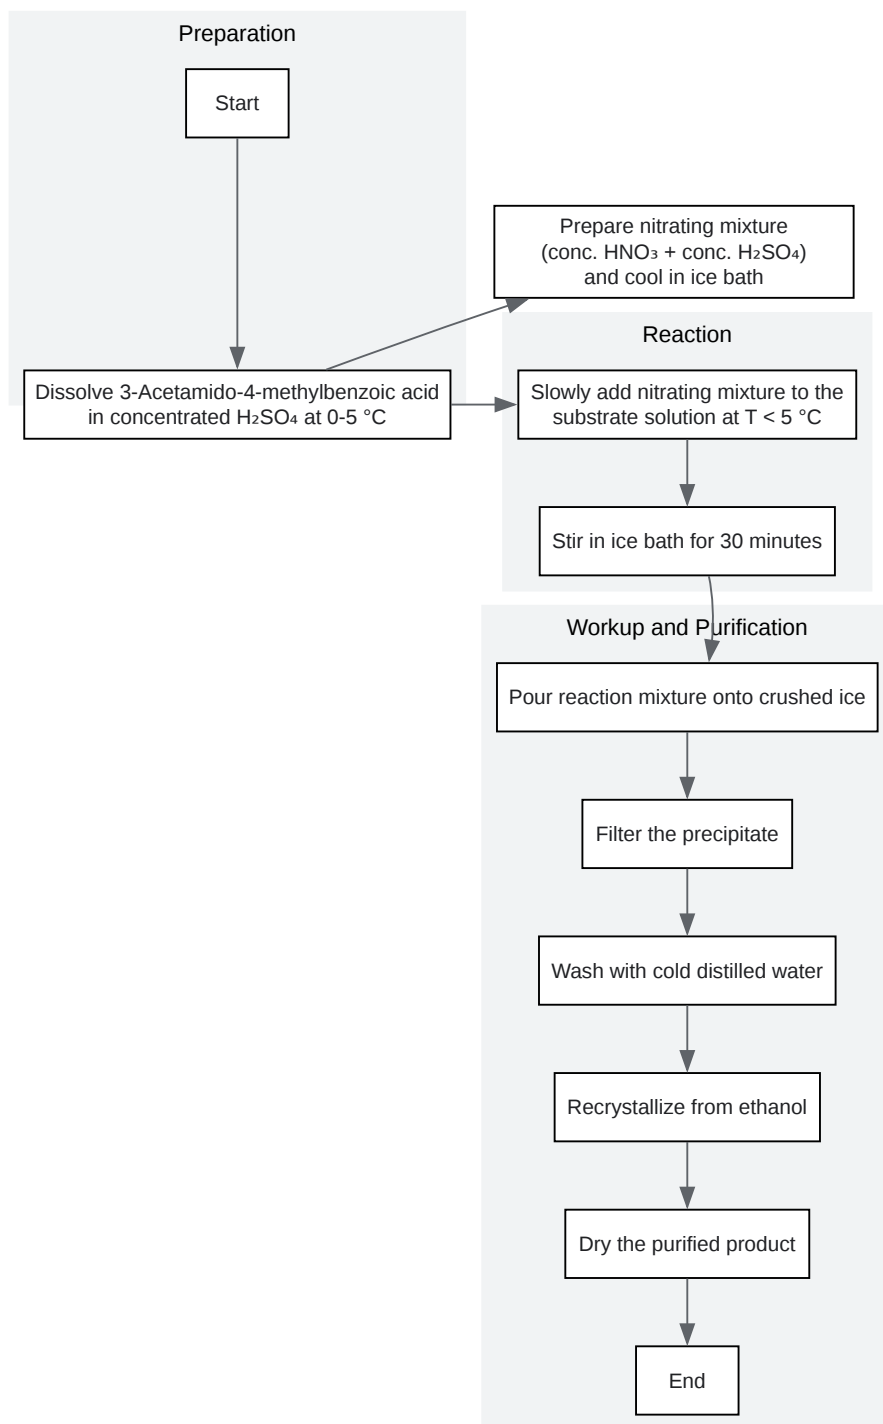 Preparation
Start
Prepare nitrating mixture
(conc. HNO₃ + conc. H₂SO₄)
and cool in ice bath
Reaction
Dissolve 3-Acetamido-4-methylbenzoic acid
in concentrated H₂SO₄ at 0-5 °C
Slowly add nitrating mixture to the
substrate solution at T < 5 °C
Stir in ice bath for 30 minutes
Workup and Purification
Pour reaction mixture onto crushed ice
Filter the precipitate
Wash with cold distilled water
Recrystallize from ethanol
Dry the purified product
End